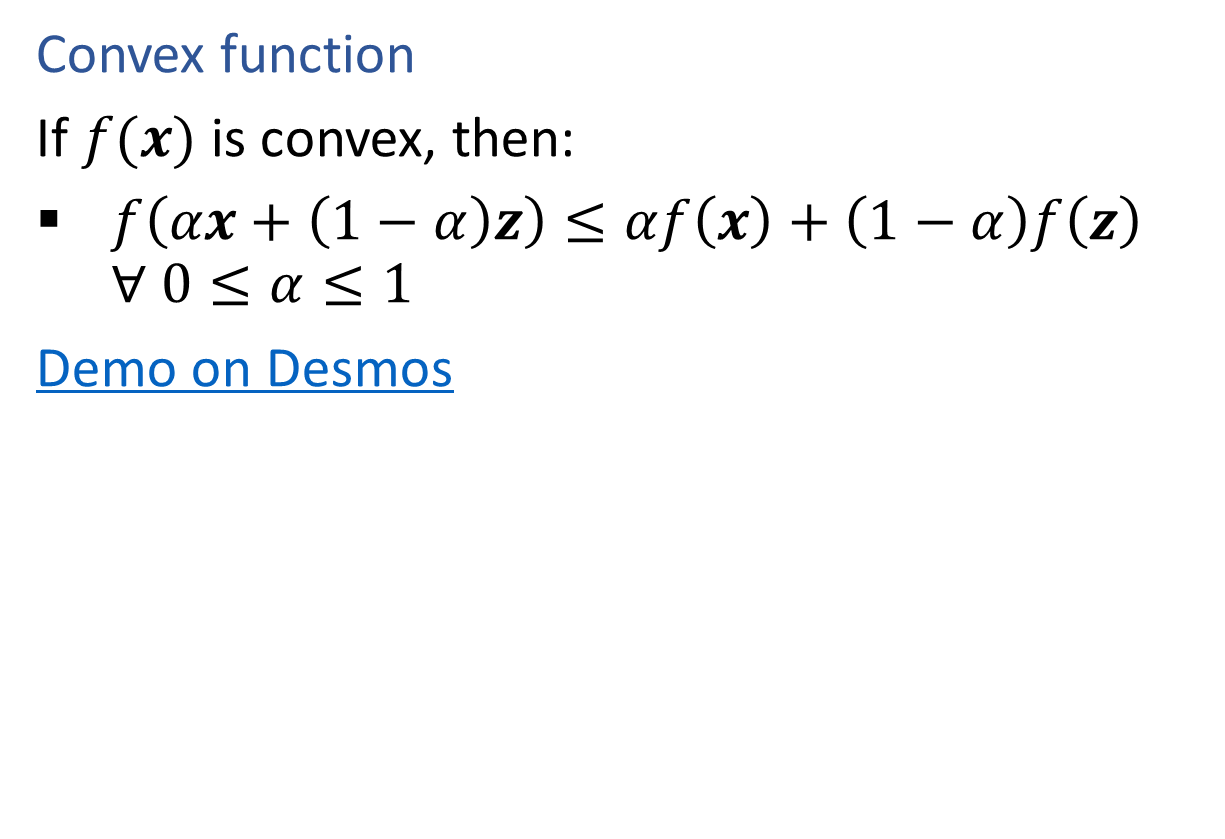 Convex function
If 𝑓(𝒙) is convex, then:
▪ 𝑓(𝛼𝒙 + (1 − 𝛼)𝒛) ≤ 𝛼𝑓(𝒙) + (1 − 𝛼)𝑓(𝒛)
∀ 0 ≤ 𝛼 ≤ 1
Demo on Desmos